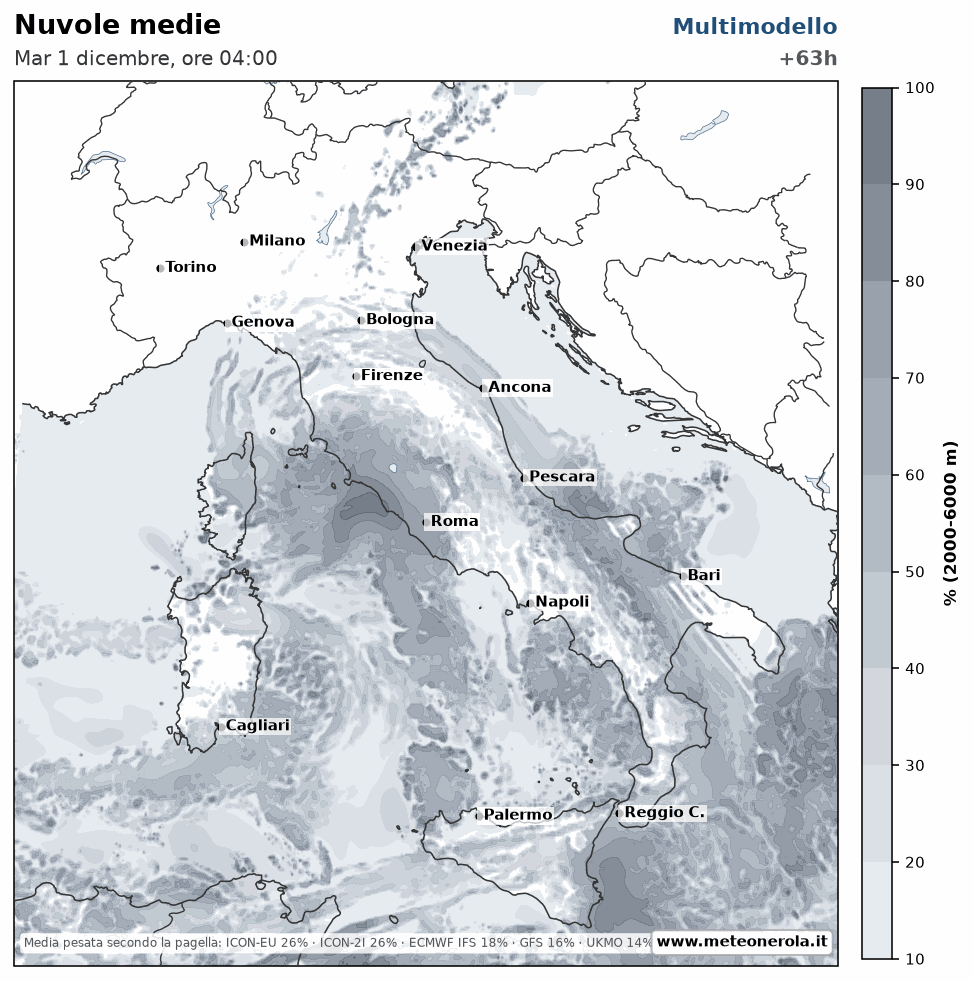 Nuvole medie
Multimodello
Mar 1 dicembre, ore 04:00
+63h
100
90
80
70
60
50
40
30
20
10
% (2000-6000 m)
Milano
Venezia
Torino
Genova
Bologna
Firenze
Ancona
Pescara
Roma
Bari
Napoli
Cagliari
Palermo
Reggio C.
Media pesata secondo la pagella: ICON-EU 26% · ICON-2I 26% · ECMWF IFS 18% · GFS 16% · UKMO 14%
www.meteonerola.it